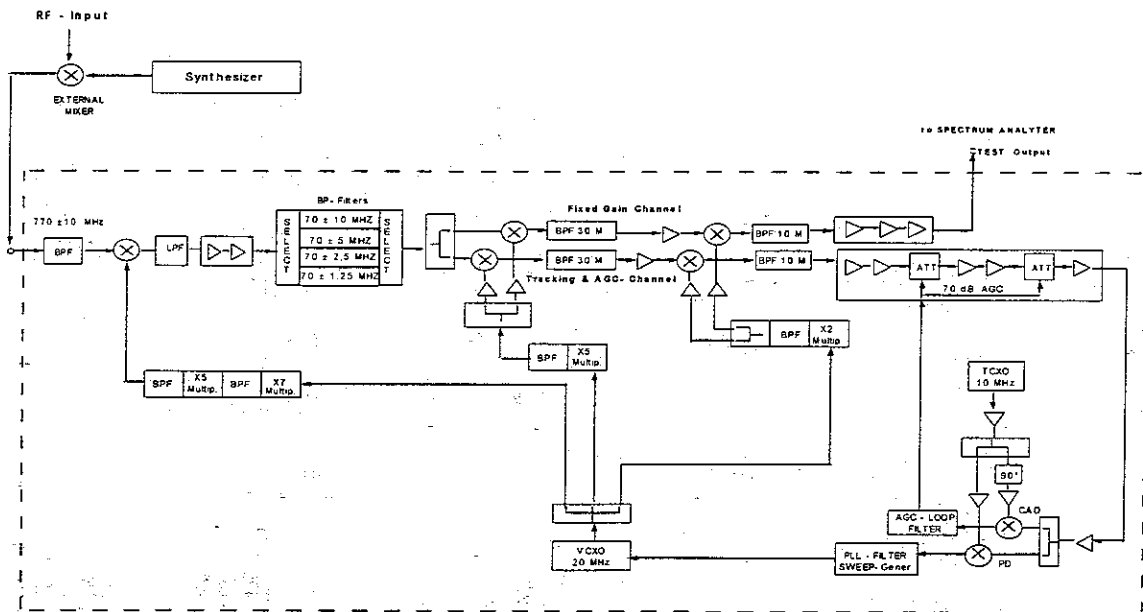 RF - Input
Synthesizer
EXTERNAL
MIXER
to SPECTRUM ANALYTER
TEST Output
770 ±10 MHz
BPF
LPF
BP- Filters
SELECT
70 ± 10 MHZ
70 ± 5 MHZ
70 ± 2.5 MHZ
70 ± 1.25 MHZ
SELECT
Fixed Gain Channel
BPF 30 M
BPF 10 M
BPF 30 M
BPF 10 M
Tracking & AGC- Channel
ATT
ATT
70 dB AGC
BPF
X2
Multip.
BPF
X5
Multip.
BPF
X5
Multip.
BPF
X7
Multip.
TCXO
10 MHz
90°
CAD
AGC - LOOP
FILTER
PD
PLL - FILTER
SWEEP- Gener
VCXO
20 MHz